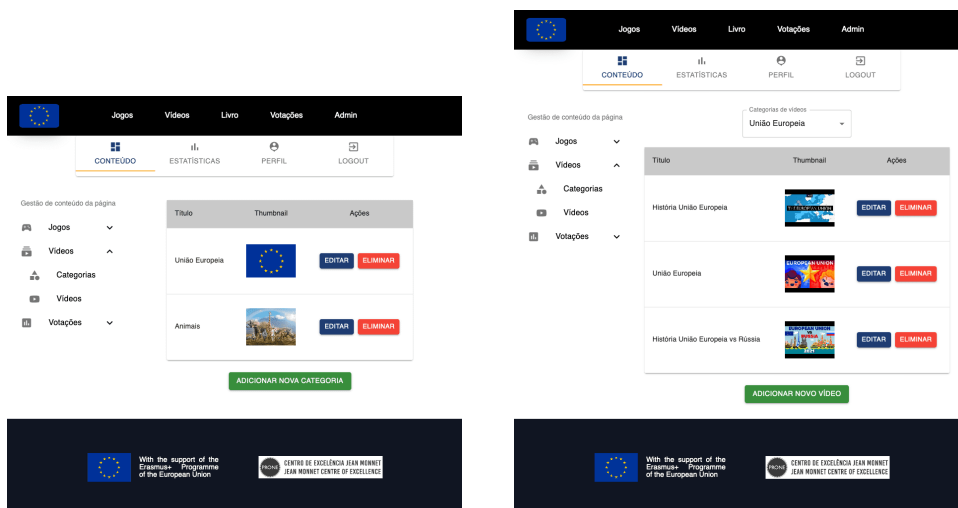 Jogos Vídeos Livro Votações Admin
CONTEÚDO ESTATÍSTICAS PERFIL LOGOUT
Gestão de conteúdo da página
Jogos
Vídeos
Categorias
Vídeos
Votações
Título Thumbnail Ações
União Europeia EDITAR ELIMINAR
Animais EDITAR ELIMINAR
ADICIONAR NOVA CATEGORIA
With the support of the
Erasmus+ Programme
of the European Union
PRONE
CENTRO DE EXCELÊNCIA JEAN MONNET
JEAN MONNET CENTRE OF EXCELLENCE
Jogos Vídeos Livro Votações Admin
CONTEÚDO ESTATÍSTICAS PERFIL LOGOUT
Gestão de conteúdo da página
Jogos
Vídeos
Categorias
Vídeos
Votações
Categorias de vídeos
União Europeia
Título Thumbnail Ações
História União Europeia EDITAR ELIMINAR
União Europeia EUROPEAN UNION EDITAR ELIMINAR
História União Europeia vs Rússia EUROPEAN UNION VS RUSSIA EDITAR ELIMINAR
ADICIONAR NOVO VÍDEO
With the support of the
Erasmus+ Programme
of the European Union
PRONE
CENTRO DE EXCELÊNCIA JEAN MONNET
JEAN MONNET CENTRE OF EXCELLENCE